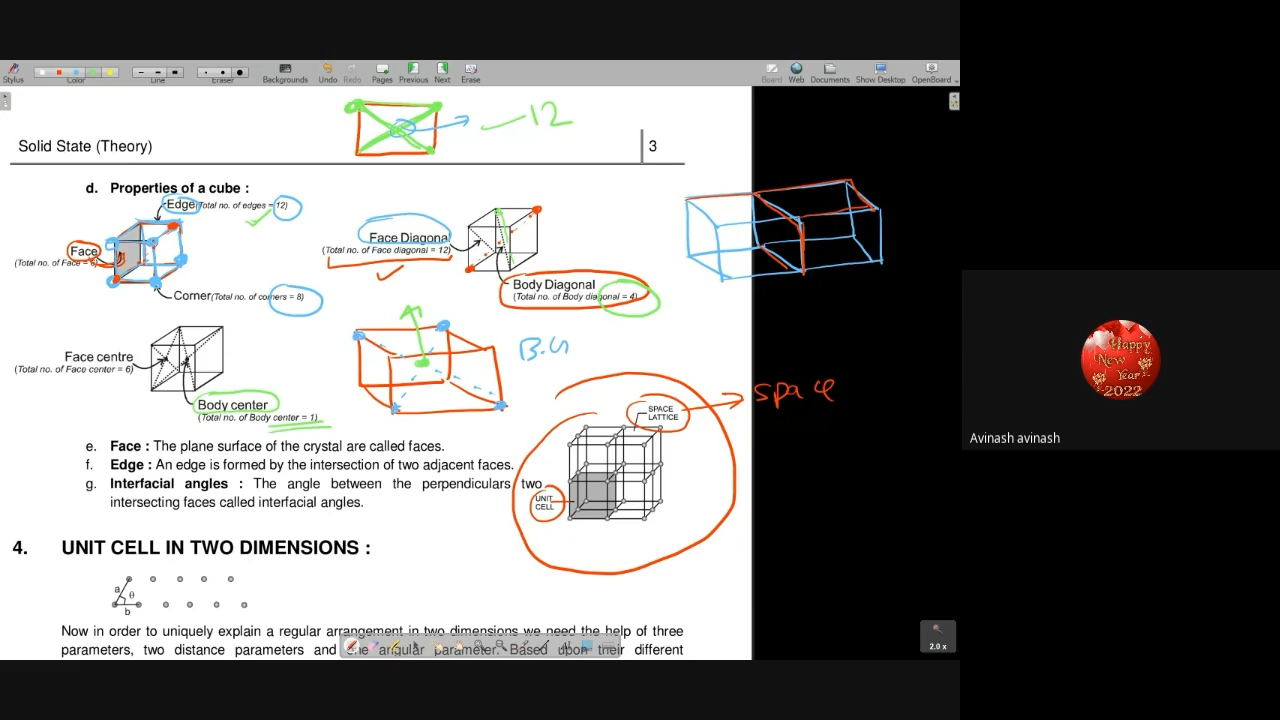 Stylus
Color
Line
Eraser
Backgrounds
Undo
Redo
Pages
Previous
Next
Erase
Board
Web
Documents
Show Desktop
OpenBoard
12
Solid State (Theory)
3
d. Properties of a cube :
Edge(Total no. of edges = 12)
Face
(Total no. of Face = 6)
Corner(Total no. of corners = 8)
Face Diagonal
(Total no. of Face diagonal = 12)
Body Diagonal
(Total no. of Body diagonal = 4)
Face centre
(Total no. of Face center = 6)
Body center
(Total no. of Body center = 1)
SPACE
LATTICE
UNIT
CELL
e. Face : The plane surface of the crystal are called faces.
f. Edge : An edge is formed by the intersection of two adjacent faces.
g. Interfacial angles : The angle between the perpendiculars two
intersecting faces called interfacial angles.
4. UNIT CELL IN TWO DIMENSIONS :
a
θ
b
Now in order to uniquely explain a regular arrangement in two dimensions we need the help of three
parameters, two distance parameters and one angular parameter. Based upon their different
2.0 x
Happy
New
Year
2022
Avinash avinash